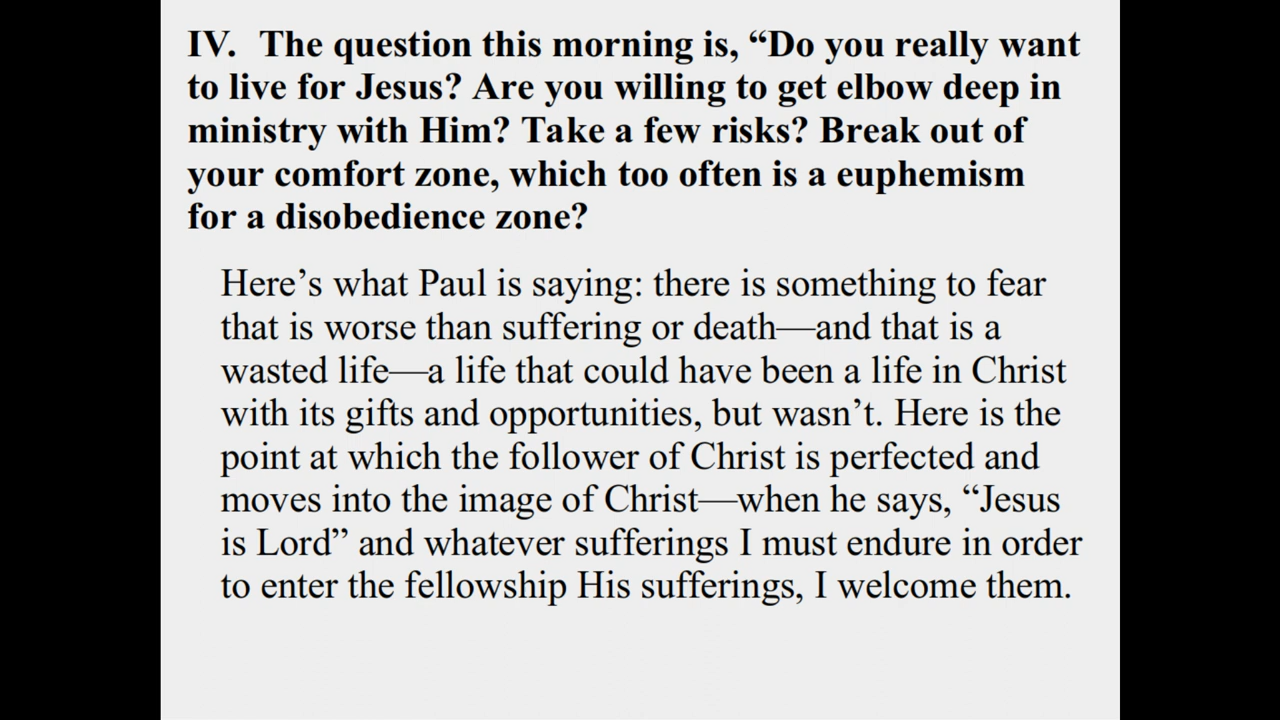 IV. The question this morning is, “Do you really want
to live for Jesus? Are you willing to get elbow deep in
ministry with Him? Take a few risks? Break out of
your comfort zone, which too often is a euphemism
for a disobedience zone?
Here’s what Paul is saying: there is something to fear
that is worse than suffering or death—and that is a
wasted life—a life that could have been a life in Christ
with its gifts and opportunities, but wasn’t. Here is the
point at which the follower of Christ is perfected and
moves into the image of Christ—when he says, “Jesus
is Lord” and whatever sufferings I must endure in order
to enter the fellowship His sufferings, I welcome them.